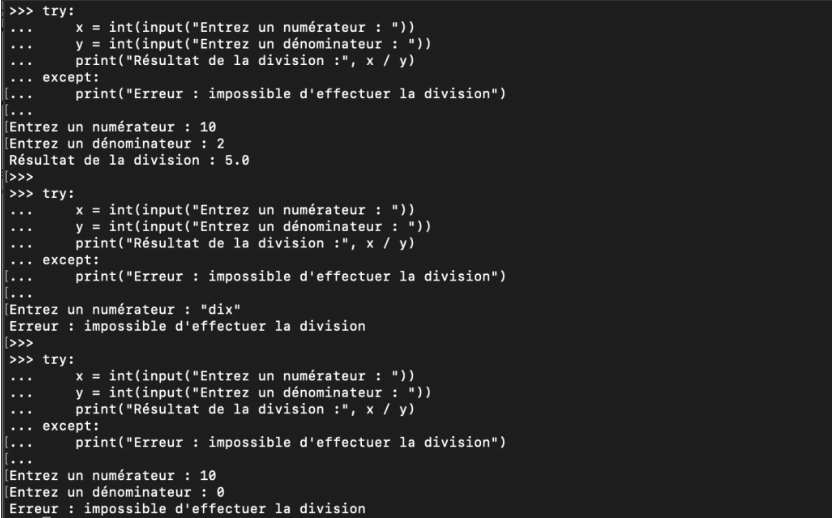 >>> try:
...     x = int(input("Entrez un numérateur : "))
...     y = int(input("Entrez un dénominateur : "))
...     print("Résultat de la division :", x / y)
... except:
[...     print("Erreur : impossible d'effectuer la division")
[...
[Entrez un numérateur : 10
[Entrez un dénominateur : 2
Résultat de la division : 5.0
[>>>
>>> try:
...     x = int(input("Entrez un numérateur : "))
...     y = int(input("Entrez un dénominateur : "))
...     print("Résultat de la division :", x / y)
... except:
[...     print("Erreur : impossible d'effectuer la division")
[...
[Entrez un numérateur : "dix"
Erreur : impossible d'effectuer la division
[>>>
>>> try:
...     x = int(input("Entrez un numérateur : "))
...     y = int(input("Entrez un dénominateur : "))
...     print("Résultat de la division :", x / y)
... except:
[...     print("Erreur : impossible d'effectuer la division")
[...
[Entrez un numérateur : 10
[Entrez un dénominateur : 0
Erreur : impossible d'effectuer la division